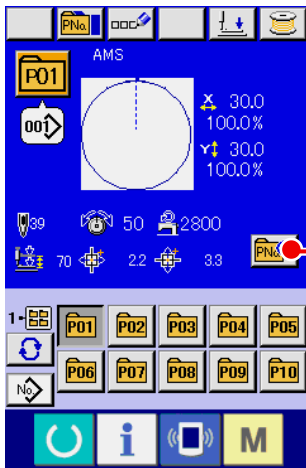 PNo.
AMS
P01
001
X 30.0
100.0%
Y 30.0
100.0%
39 50 2800
70 2.2 3.3
PNo.
1-
P01 P02 P03 P04 P05
No.
P06 P07 P08 P09 P10
i M